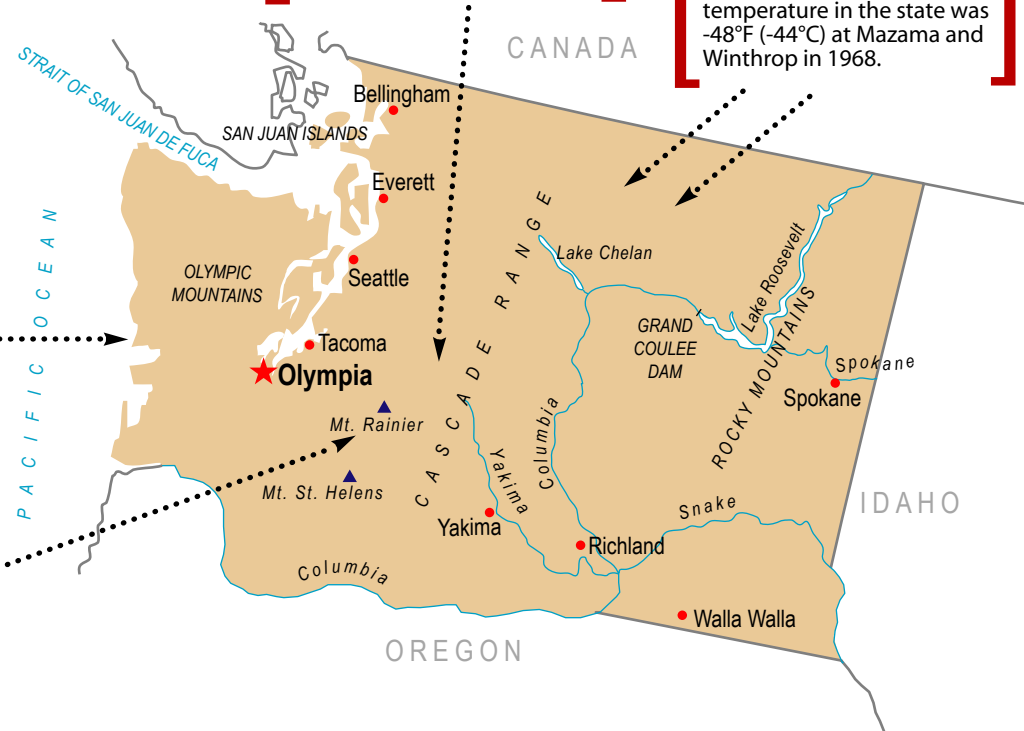 temperature in the state was
-48°F (-44°C) at Mazama and
Winthrop in 1968.
CANADA
STRAIT OF SAN JUAN DE FUCA
Bellingham
SAN JUAN ISLANDS
Everett
PACIFIC OCEAN
OLYMPIC
MOUNTAINS
Seattle
CASCADE RANGE
Lake Chelan
Lake Roosevelt
GRAND
COULEE
DAM
ROCKY MOUNTAINS
Tacoma
Olympia
Spokane
Spokane
Mt. Rainier
Columbia
Mt. St. Helens
Yakima
Yakima
Snake
IDAHO
Richland
Columbia
Walla Walla
OREGON